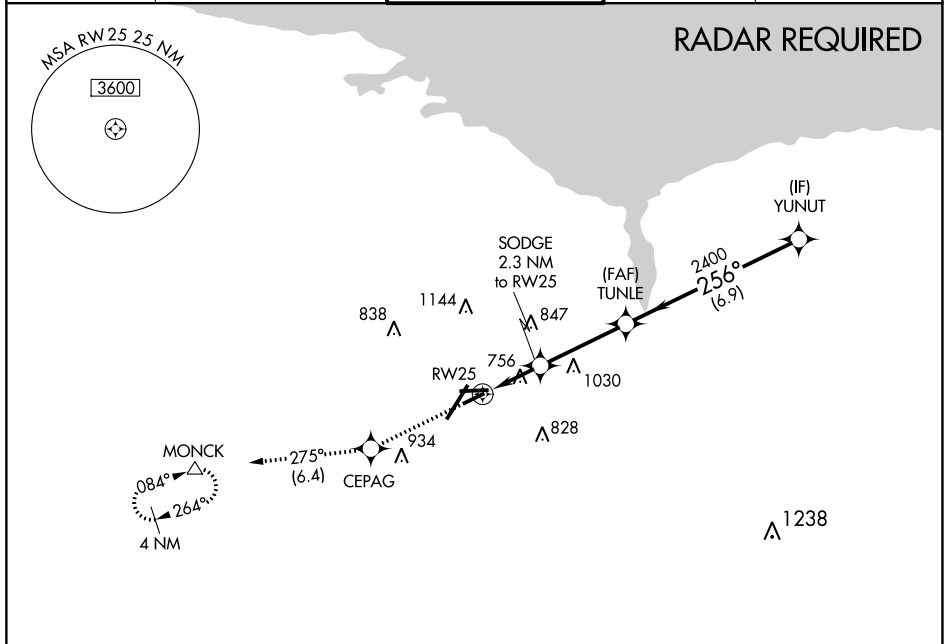 MSA RW25 25 NM
3600
RADAR REQUIRED
(IF)
YUNUT
SODGE
2.3 NM
to RW25
(FAF)
TUNLE
2400
256°
(6.9)
1144
838
847
756
RW25
1030
828
934
MONCK
275°
(6.4)
CEPAG
084°
264°
4 NM
1238